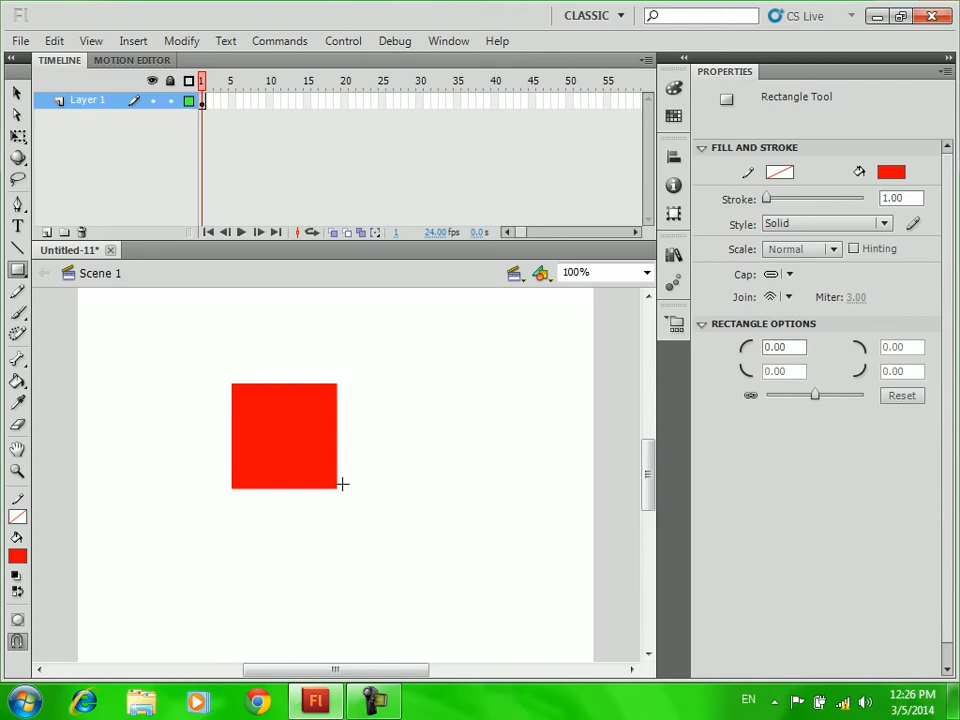 Fl CLASSIC CS Live
File Edit View Insert Modify Text Commands Control Debug Window Help
TIMELINE MOTION EDITOR
1 5 10 15 20 25 30 35 40 45 50 55
Layer 1
1 24.00 fps 0.0 s
Untitled-11*
Scene 1 100%
T
PROPERTIES
Rectangle Tool
FILL AND STROKE
Stroke: 1.00
Style: Solid
Scale: Normal Hinting
Cap:
Join: Miter: 3.00
RECTANGLE OPTIONS
0.00 0.00
0.00 0.00
Reset
Fl EN 12:26 PM
3/5/2014